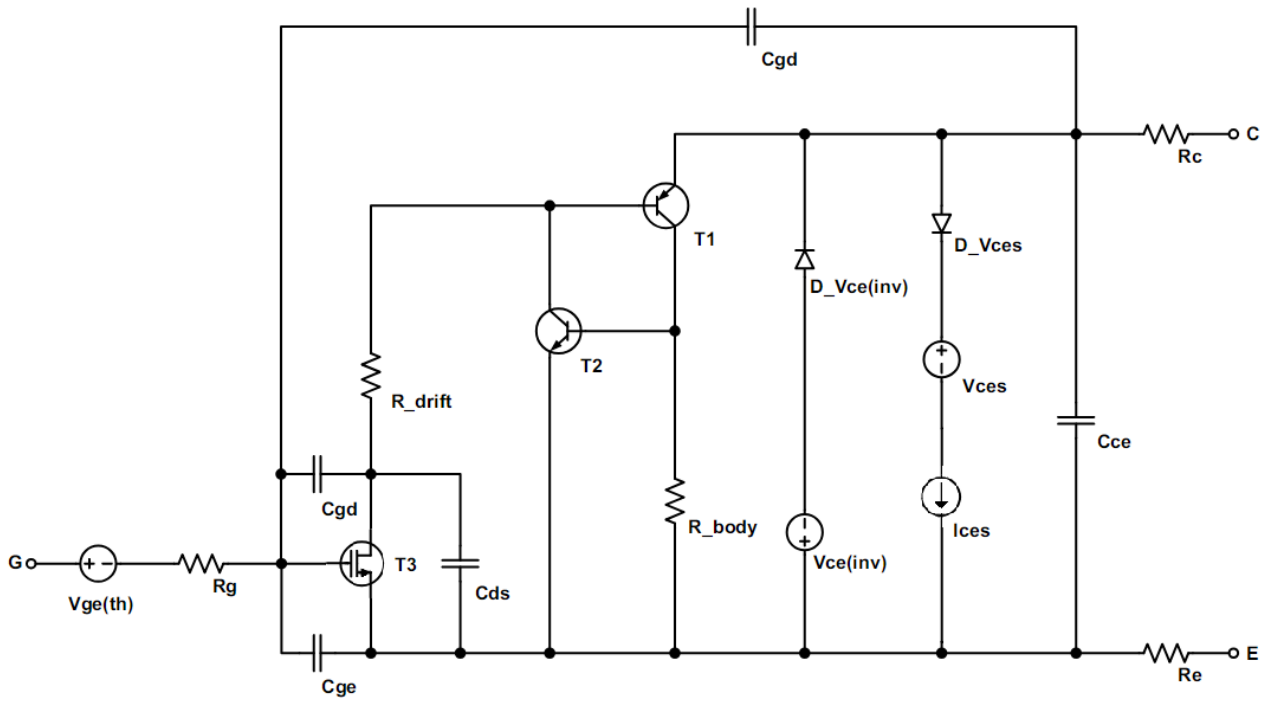 Cgd
C
Rc
T1
D_Vces
D_Vce(inv)
T2
Vces
R_drift
Cce
Cgd
R_body
Ices
G
T3
Vce(inv)
Rg
Cds
Vge(th)
E
Re
Cge